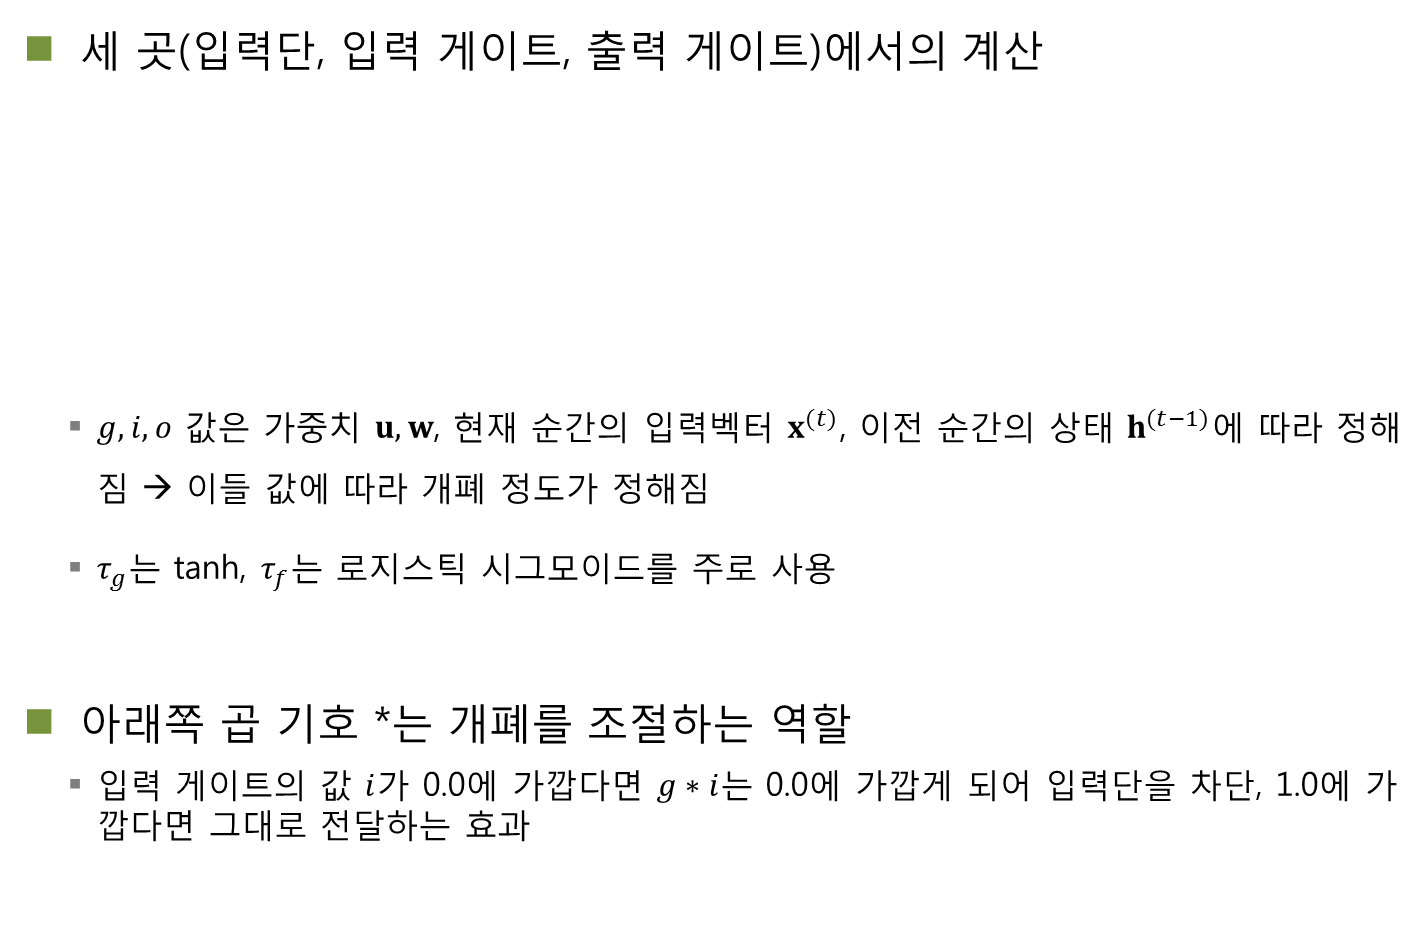 ■ 세 곳(입력단, 입력 게이트, 출력 게이트)에서의 계산
▪ g, i, o 값은 가중치 u, w, 현재 순간의 입력벡터 x^(t), 이전 순간의 상태 h^(t−1)에 따라 정해
짐 → 이들 값에 따라 개폐 정도가 정해짐
▪ τ_g는 tanh, τ_f는 로지스틱 시그모이드를 주로 사용
■ 아래쪽 곱 기호 *는 개폐를 조절하는 역할
▪ 입력 게이트의 값 i가 0.0에 가깝다면 g ∗ i는 0.0에 가깝게 되어 입력단을 차단, 1.0에 가
깝다면 그대로 전달하는 효과